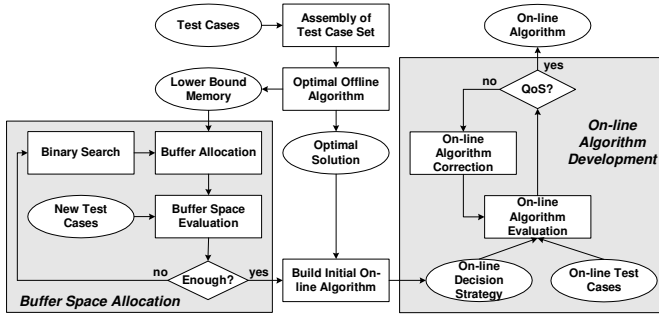 Test Cases
Assembly of
Test Case Set
On-line
Algorithm
yes
Lower Bound
Memory
Optimal Offline
Algorithm
no
QoS?
On-line
Algorithm
Development
Binary Search
Buffer Allocation
Optimal
Solution
On-line
Algorithm
Correction
New Test
Cases
Buffer Space
Evaluation
On-line
Algorithm
Evaluation
no
Enough?
yes
Build Initial On-
line Algorithm
On-line
Decision
Strategy
On-line Test
Cases
Buffer Space Allocation